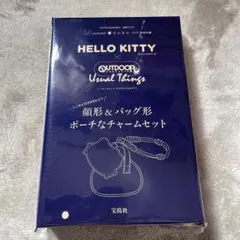 HELLO KITTY
×
OUTDOOR
Usual Things
顔形 & バッグ形
ポーチなチャームセット
宝島社